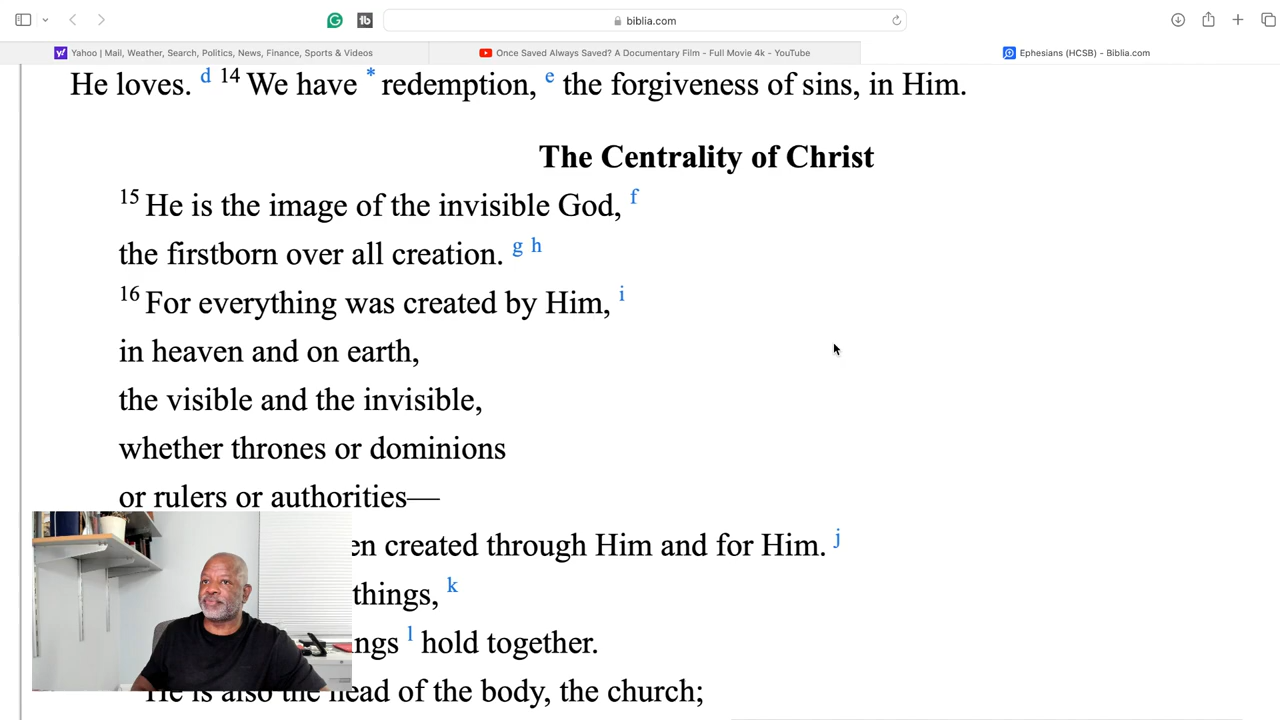 biblia.com
Yahoo | Mail, Weather, Search, Politics, News, Finance, Sports & Videos
Once Saved Always Saved? A Documentary Film - Full Movie 4k - YouTube
Ephesians (HCSB) - Biblia.com
He loves. d 14 We have * redemption, e the forgiveness of sins, in Him.
The Centrality of Christ
15 He is the image of the invisible God, f
the firstborn over all creation. g h
16 For everything was created by Him, i
in heaven and on earth,
the visible and the invisible,
whether thrones or dominions
or rulers or authorities—
en created through Him and for Him. j
things, k
ngs l hold together.
He is also the head of the body, the church;